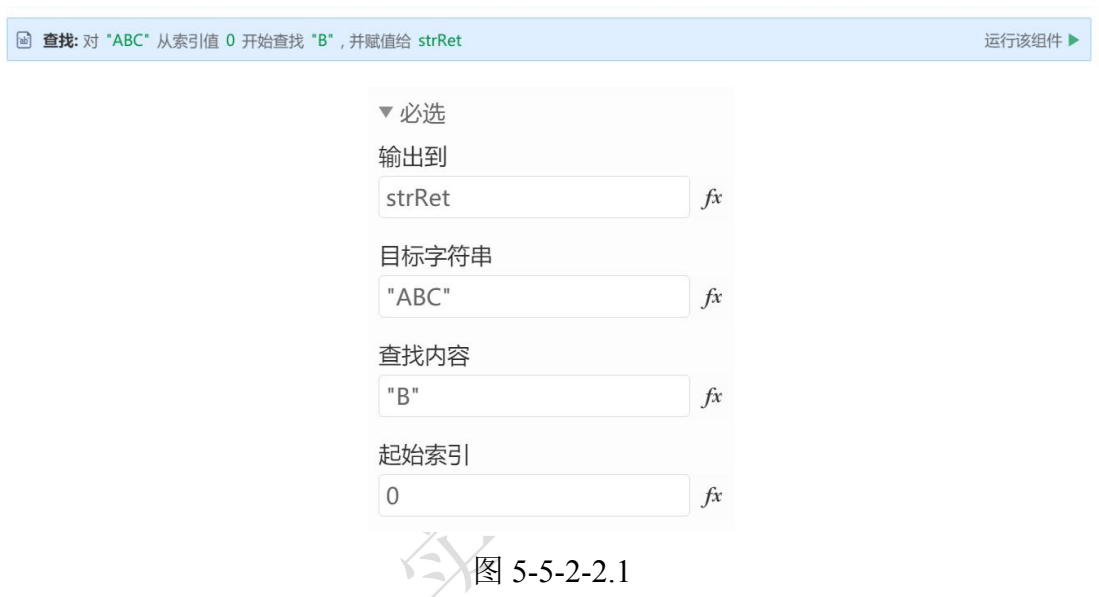 查找: 对 "ABC" 从索引值 0 开始查找 "B" , 并赋值给 strRet 运行该组件
必选
输出到
strRet fx
目标字符串
"ABC" fx
查找内容
"B" fx
起始索引
0 fx
图 5-5-2-2.1